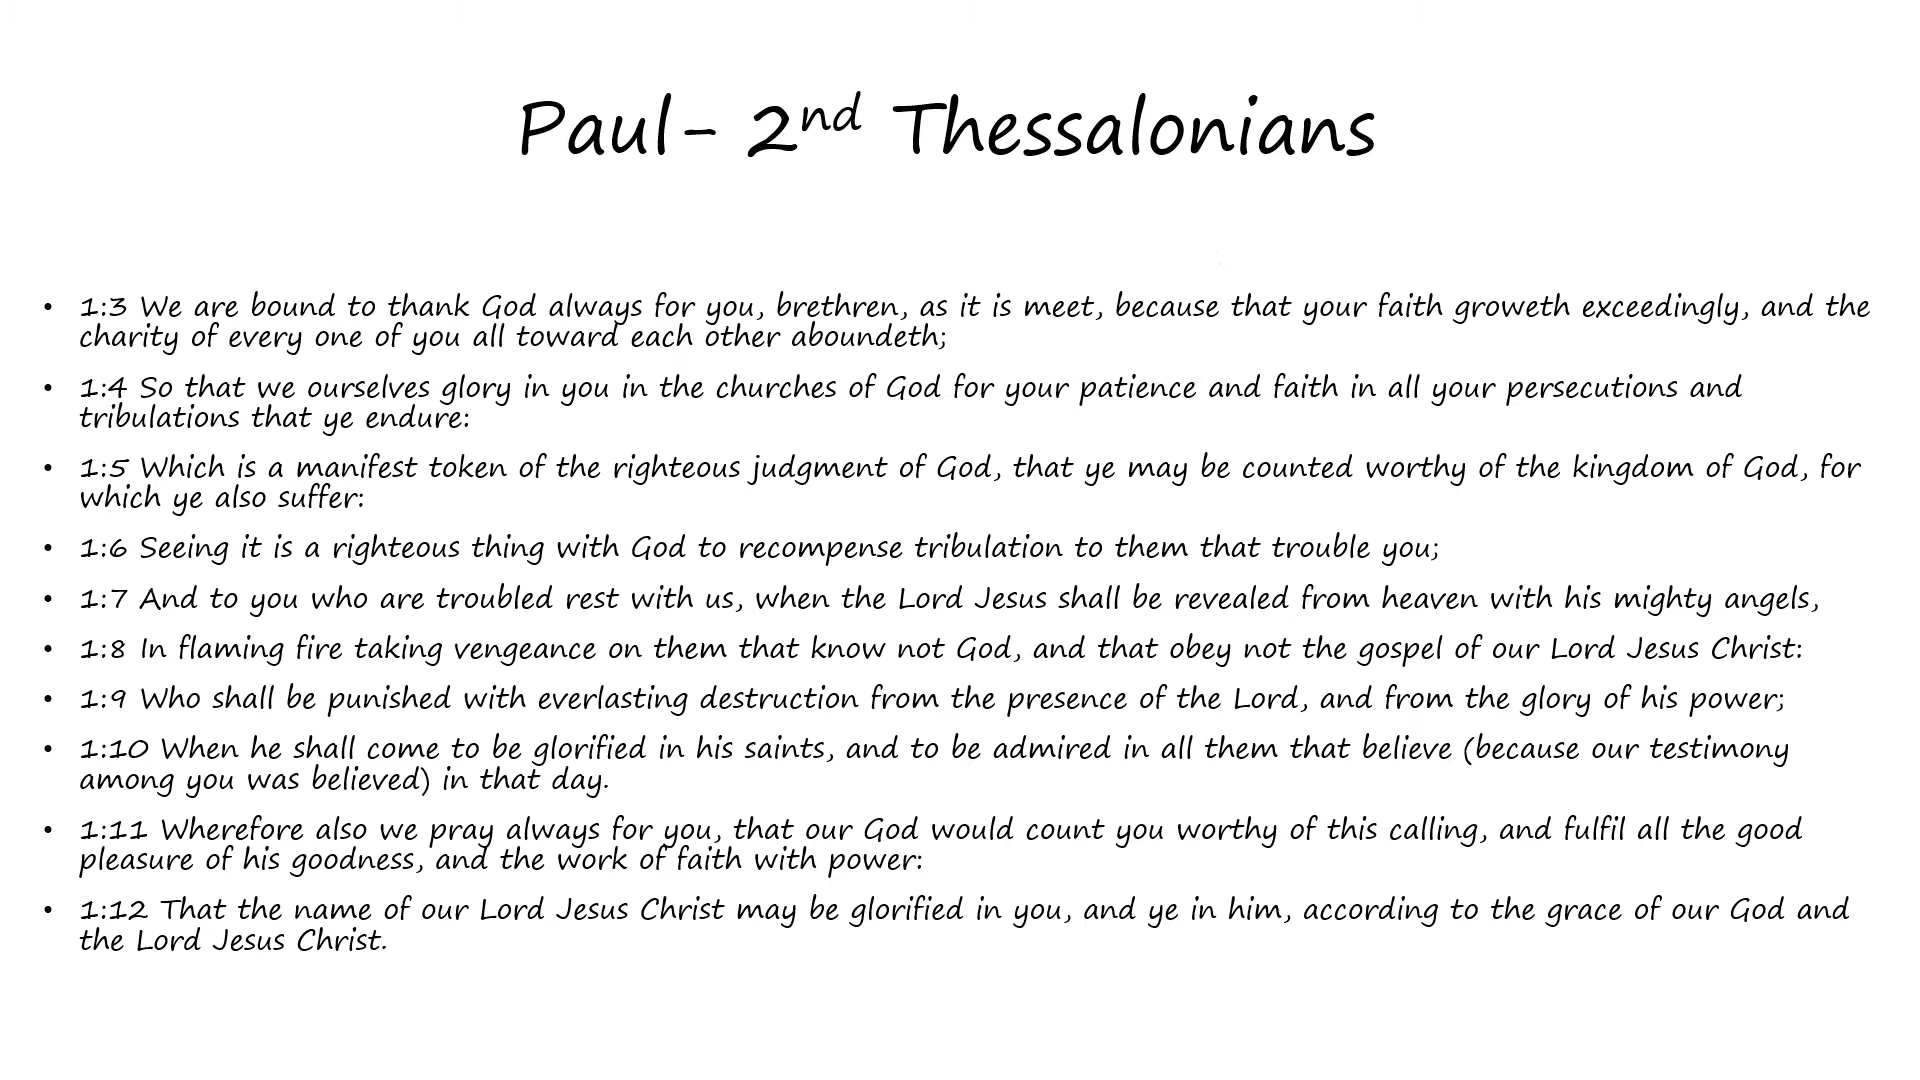 Paul- 2nd Thessalonians
• 1:3 We are bound to thank God always for you, brethren, as it is meet, because that your faith groweth exceedingly, and the
charity of every one of you all toward each other aboundeth;
• 1:4 So that we ourselves glory in you in the churches of God for your patience and faith in all your persecutions and
tribulations that ye endure:
• 1:5 Which is a manifest token of the righteous judgment of God, that ye may be counted worthy of the kingdom of God, for
which ye also suffer:
• 1:6 Seeing it is a righteous thing with God to recompense tribulation to them that trouble you;
• 1:7 And to you who are troubled rest with us, when the Lord Jesus shall be revealed from heaven with his mighty angels,
• 1:8 In flaming fire taking vengeance on them that know not God, and that obey not the gospel of our Lord Jesus Christ:
• 1:9 Who shall be punished with everlasting destruction from the presence of the Lord, and from the glory of his power;
• 1:10 When he shall come to be glorified in his saints, and to be admired in all them that believe (because our testimony
among you was believed) in that day.
• 1:11 Wherefore also we pray always for you, that our God would count you worthy of this calling, and fulfil all the good
pleasure of his goodness, and the work of faith with power:
• 1:12 That the name of our Lord Jesus Christ may be glorified in you, and ye in him, according to the grace of our God and
the Lord Jesus Christ.